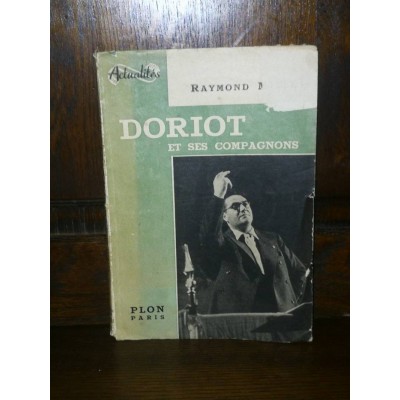 Actualités
RAYMOND
DORIOT
ET SES COMPAGNONS
PLON
PARIS